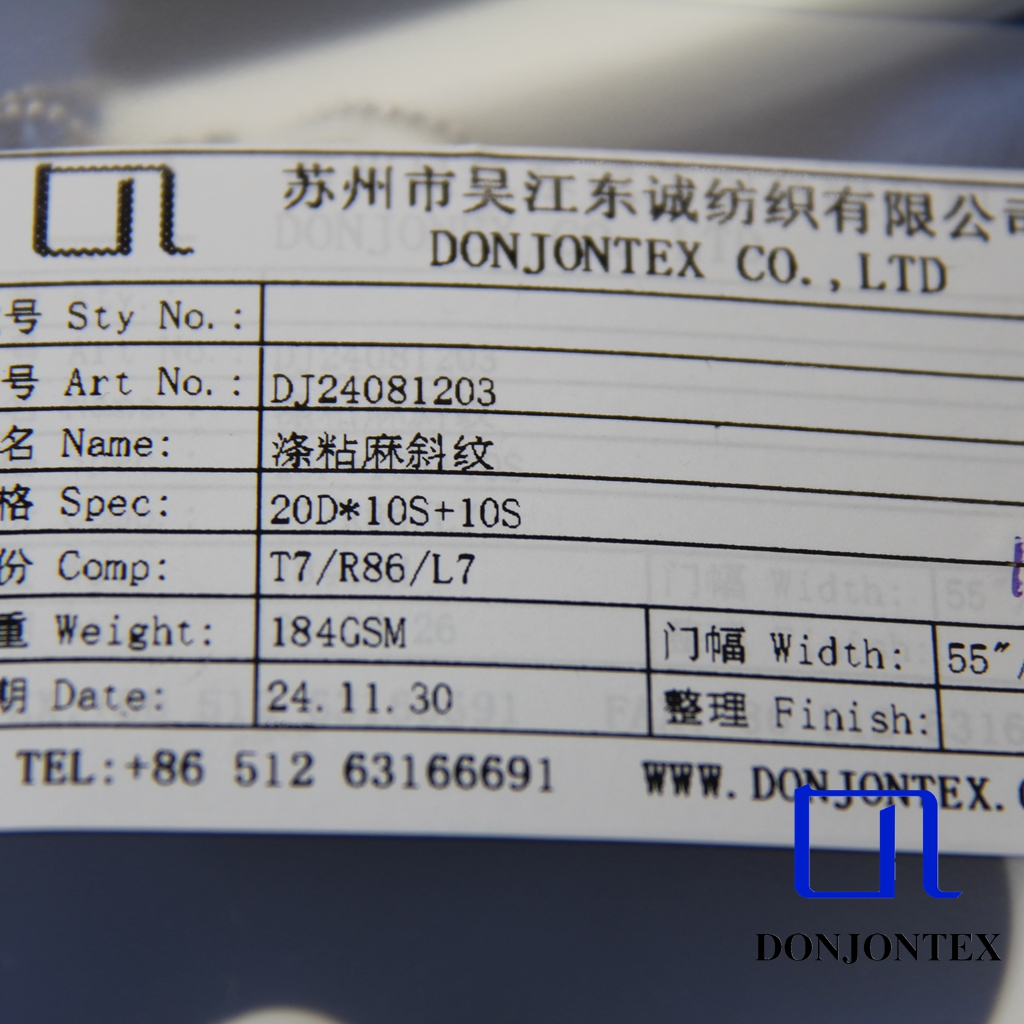 苏州市吴江东诚纺织有限公司
DONJONTEX CO.,LTD
号 Sty No.:
号 Art No.: DJ24081203
名 Name: 涤粘麻斜纹
格 Spec: 20D*10S+10S
份 Comp: T7/R86/L7
重 Weight: 184GSM 门幅 Width: 55"/
期 Date: 24.11.30 整理 Finish:
TEL:+86 512 63166691 WWW.DONJONTEX.
DONJONTEX